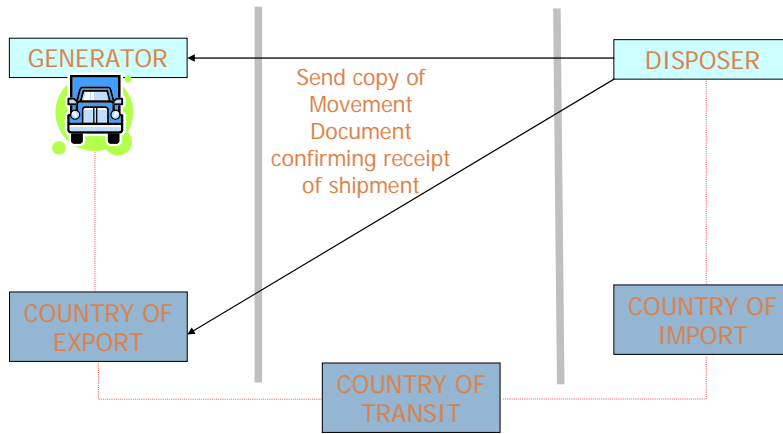 GENERATOR
DISPOSER
Send copy of
Movement
Document
confirming receipt
of shipment
COUNTRY OF
EXPORT
COUNTRY OF
IMPORT
COUNTRY OF
TRANSIT